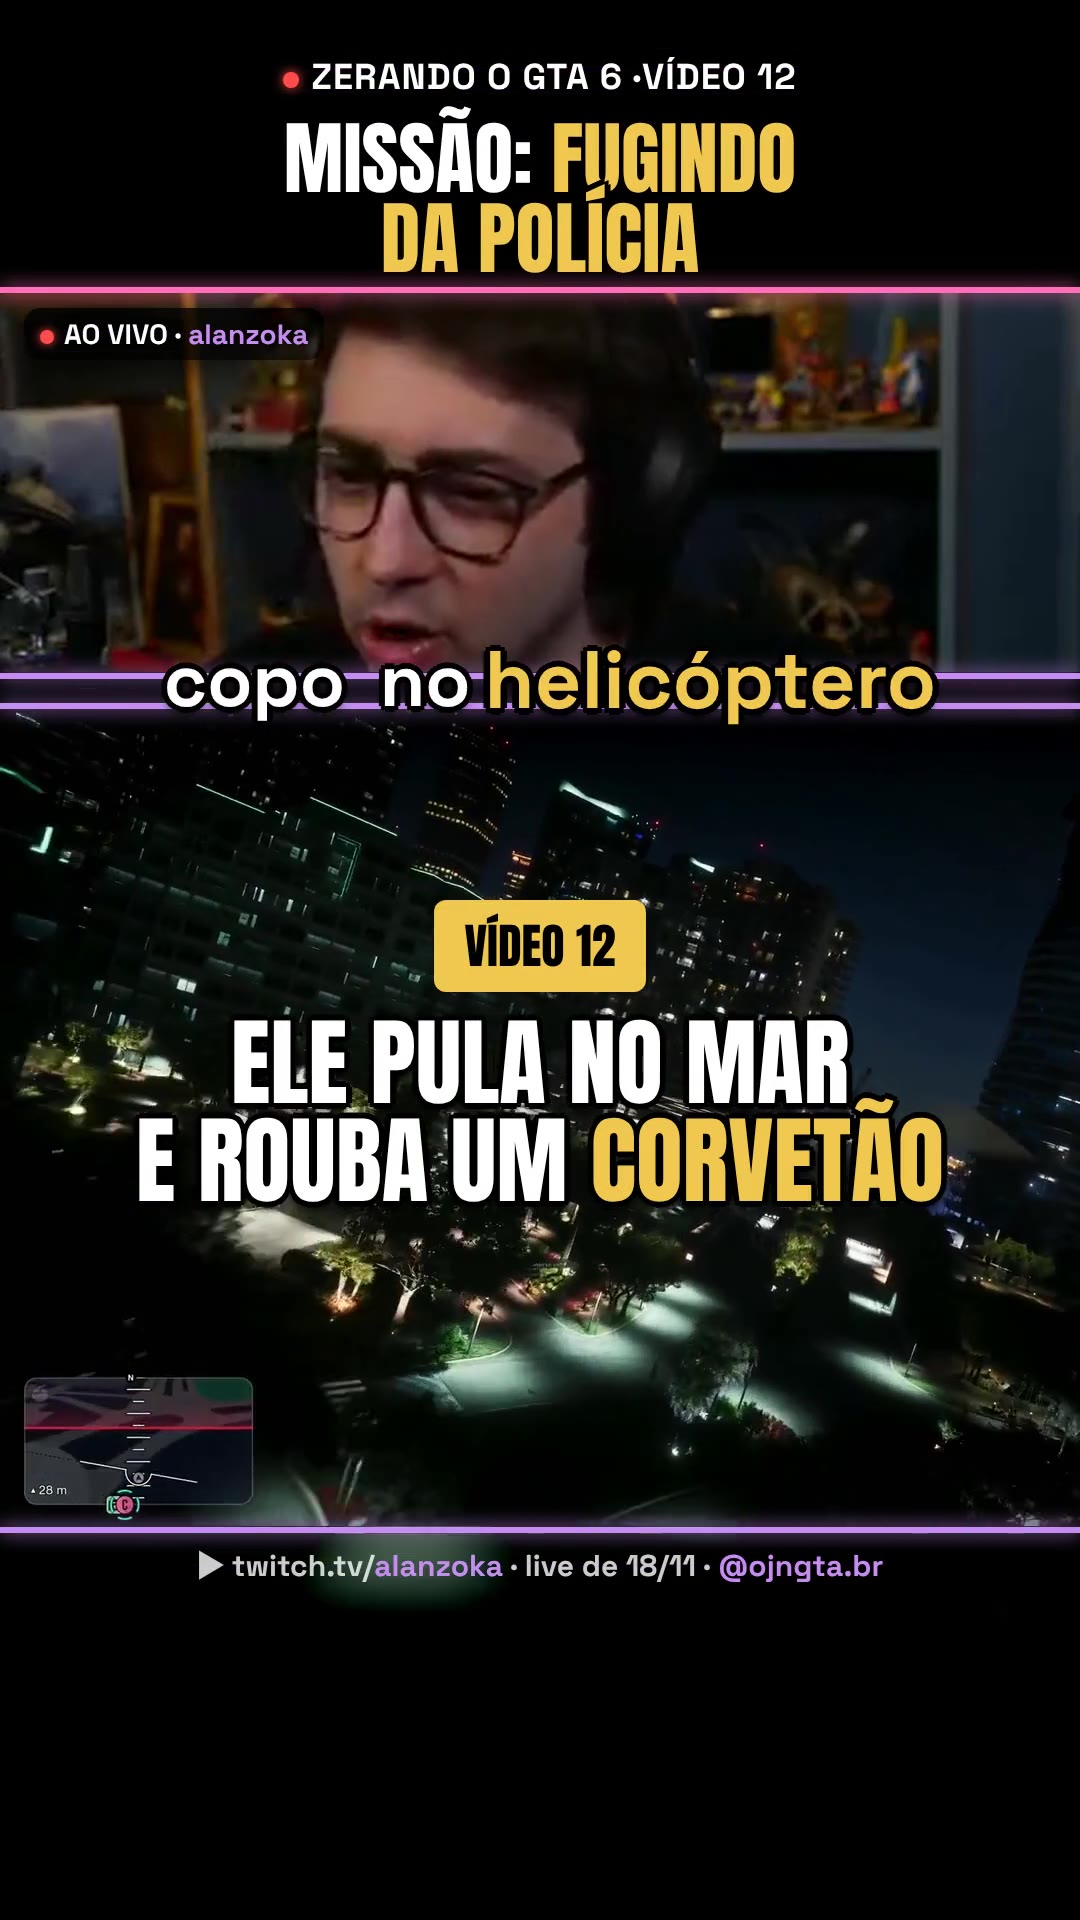 ZERANDO O GTA 6 ·VÍDEO 12
MISSÃO: FUGINDO
DA POLÍCIA
AO VIVO · alanzoka
copo no helicóptero
VÍDEO 12
ELE PULA NO MAR
E ROUBA UM CORVETÃO
N
28 m
C
▶ twitch.tv/alanzoka · live de 18/11 · @ojngta.br